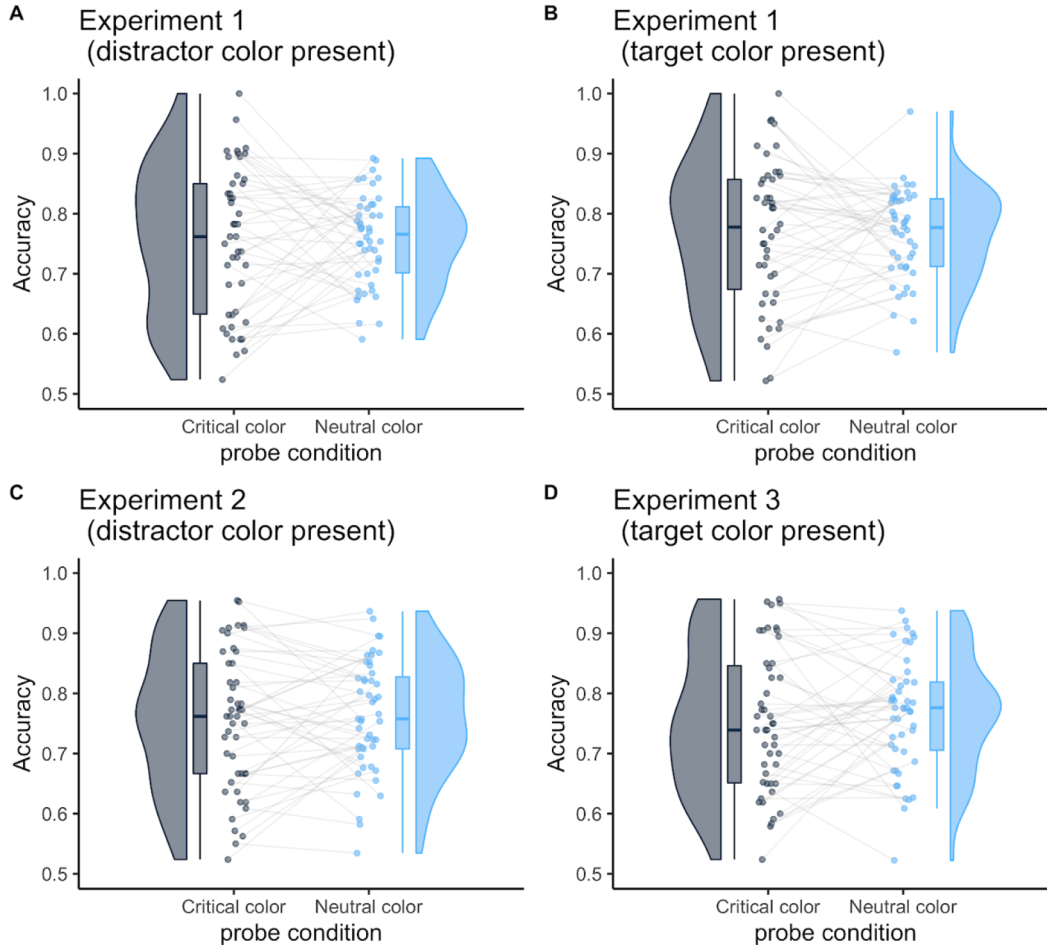 A
Experiment 1
(distractor color present)
Accuracy
1.0
0.9
0.8
0.7
0.6
0.5
Critical color
Neutral color
probe condition
B
Experiment 1
(target color present)
Accuracy
1.0
0.9
0.8
0.7
0.6
0.5
Critical color
Neutral color
probe condition
C
Experiment 2
(distractor color present)
Accuracy
1.0
0.9
0.8
0.7
0.6
0.5
Critical color
Neutral color
probe condition
D
Experiment 3
(target color present)
Accuracy
1.0
0.9
0.8
0.7
0.6
0.5
Critical color
Neutral color
probe condition